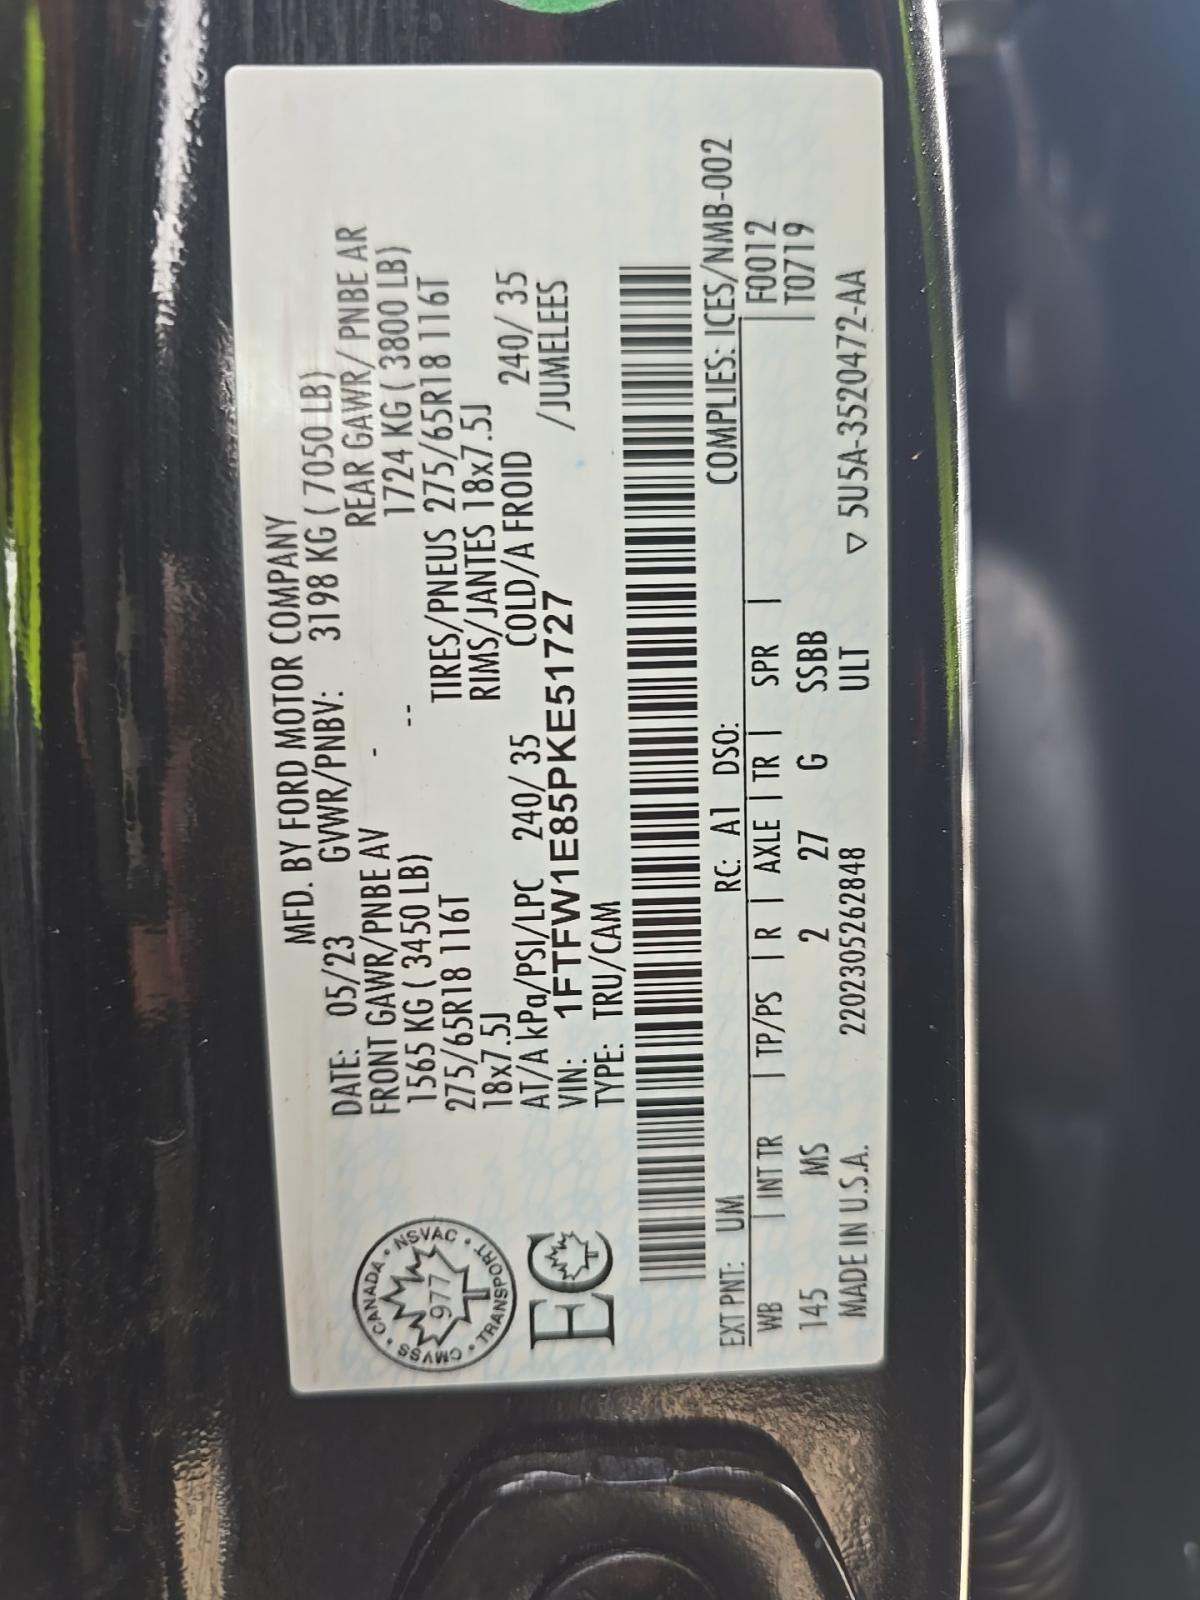 MFD. BY FORD MOTOR COMPANY
DATE: 05/23 GVWR/PNBV: 3198 KG ( 7050 LB)
FRONT GAWR/PNBE AV - REAR GAWR/ PNBE AR
1565 KG ( 3450 LB) -- 1724 KG ( 3800 LB)
275/65R18 116T TIRES/PNEUS 275/65R18 116T
18x7.5J RIMS/JANTES 18x7.5J
AT/A kPa/PSI/LPC 240/ 35 COLD/A FROID 240/ 35
VIN: 1FTFW1E85PKE51727 /JUMELEES
TYPE: TRU/CAM
CANADA • NSVAC • TRANSPORT • CMVSS •
977
EC
EXT PNT: UM RC: A1 DSO: COMPLIES: ICES/NMB-002
WB | INT TR | TP/PS | R | AXLE | TR | SPR | F0012
145 MS 2 27 G SSBB | T0719
ULT
MADE IN U.S.A. 2202305262848 ▽ 5U5A-3520472-AA